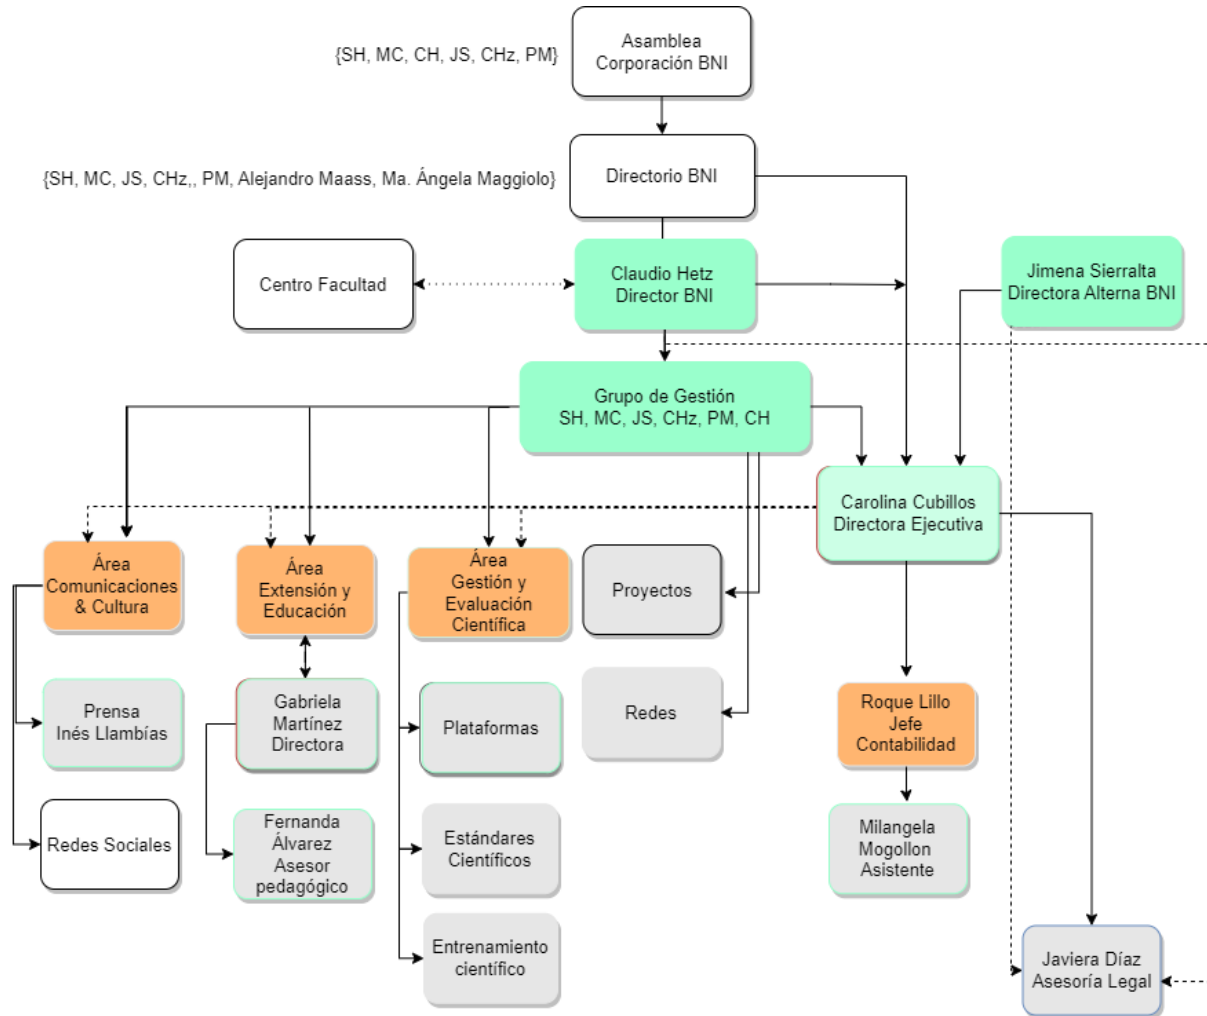 {SH, MC, CH, JS, CHz, PM}
Asamblea
Corporación BNI
{SH, MC, JS, CHz,, PM, Alejandro Maass, Ma. Ángela Maggiolo}
Directorio BNI
Centro Facultad
Claudio Hetz
Director BNI
Jimena Sierralta
Directora Alterna BNI
Grupo de Gestión
SH, MC, JS, CHz, PM, CH
Carolina Cubillos
Directora Ejecutiva
Área
Comunicaciones
& Cultura
Área
Extensión y
Educación
Área
Gestión y
Evaluación
Científica
Proyectos
Prensa
Inés Llambías
Gabriela
Martínez
Directora
Plataformas
Redes
Roque Lillo
Jefe
Contabilidad
Redes Sociales
Fernanda
Álvarez
Asesor
pedagógico
Estándares
Científicos
Milangela
Mogollon
Asistente
Entrenamiento
científico
Javiera Díaz
Asesoría Legal